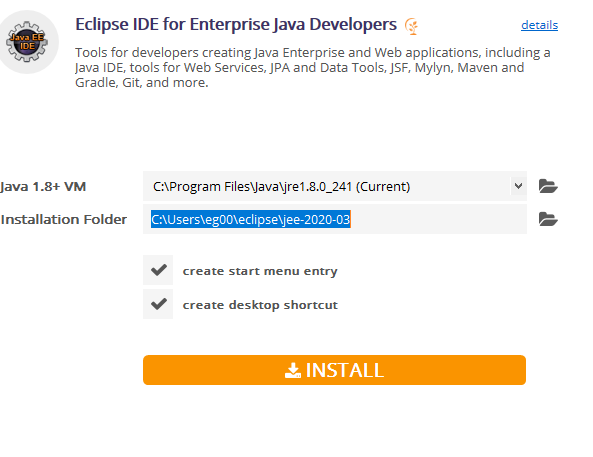 Java EE
IDE
Eclipse IDE for Enterprise Java Developers
details
Tools for developers creating Java Enterprise and Web applications, including a
Java IDE, tools for Web Services, JPA and Data Tools, JSF, Mylyn, Maven and
Gradle, Git, and more.
Java 1.8+ VM
C:\Program Files\Java\jre1.8.0_241 (Current)
Installation Folder
C:\Users\eg00\eclipse\jee-2020-03
create start menu entry
create desktop shortcut
INSTALL